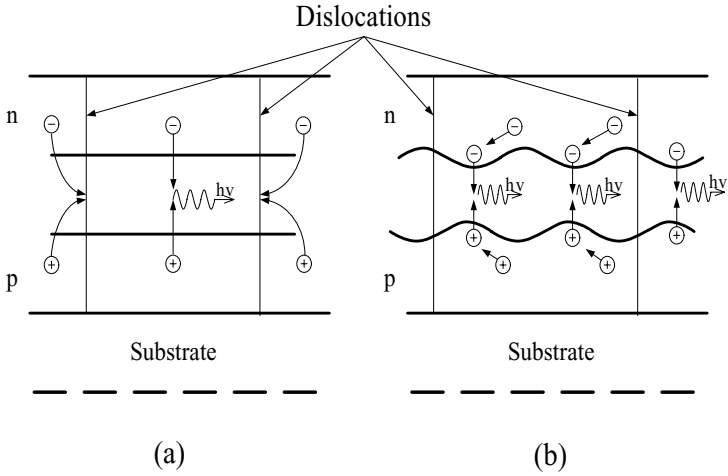 Dislocations
n
n
hν
hν
hν
hν
p
p
Substrate
Substrate
(a)
(b)